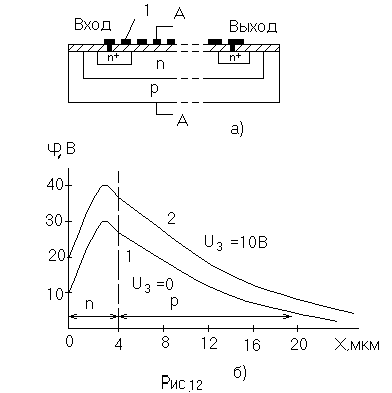 Вход 1 А Выход
n+ n n+
p
А
а)
φ,В
40
30
20
10
2
U3 =10В
1
U3 =0
n p
0 4 8 12 16 20 X,мкм
б)
Рис,12